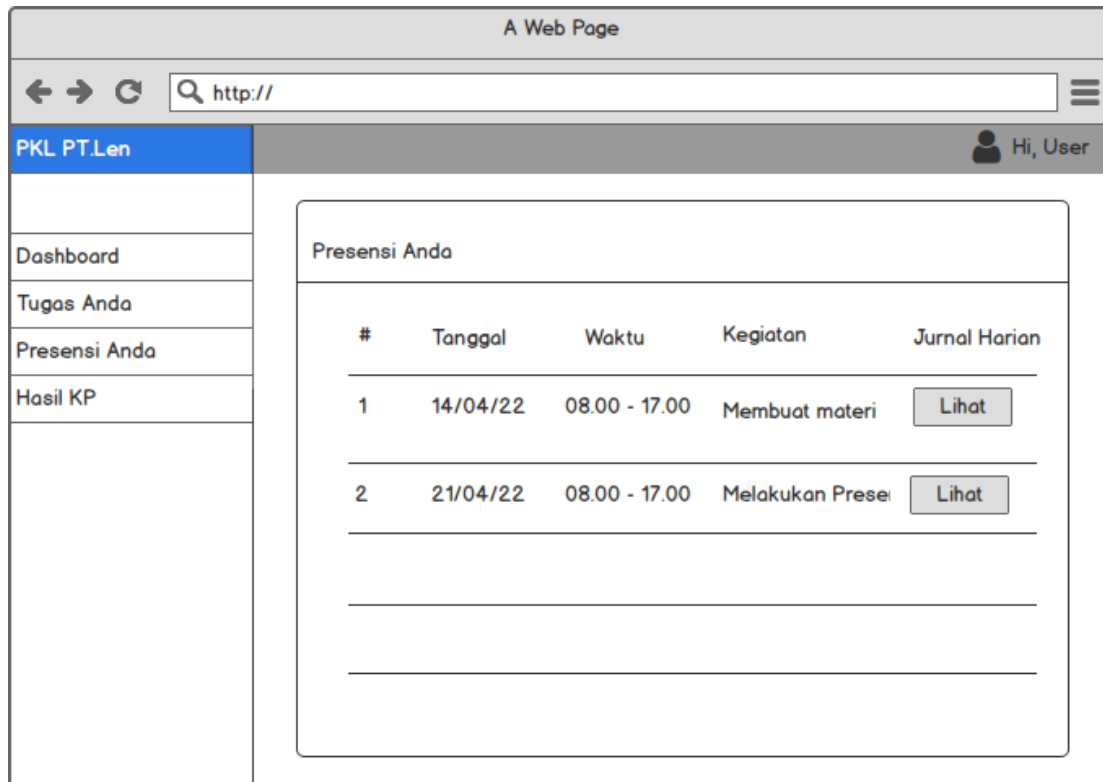 A Web Page
http://
PKL PT.Len
Hi, User
Dashboard
Tugas Anda
Presensi Anda
Hasil KP
Presensi Anda
# Tanggal Waktu Kegiatan Jurnal Harian
1 14/04/22 08.00 - 17.00 Membuat materi Lihat
2 21/04/22 08.00 - 17.00 Melakukan Prese Lihat